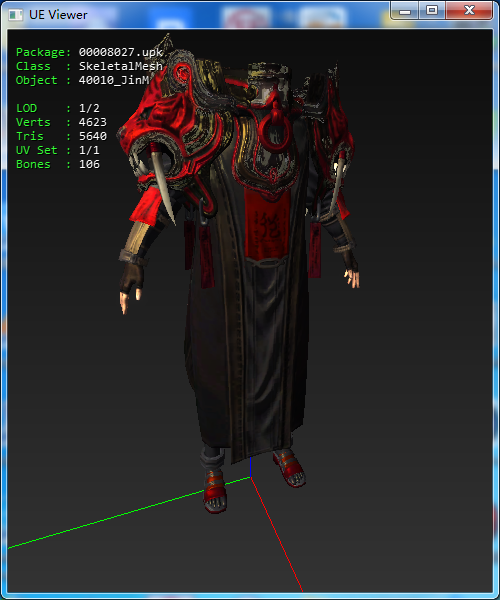 UE Viewer
Package: 00008027.upk
Class : SkeletalMesh
Object : 40010_JinM
LOD : 1/2
Verts : 4623
Tris : 5640
UV Set : 1/1
Bones : 106